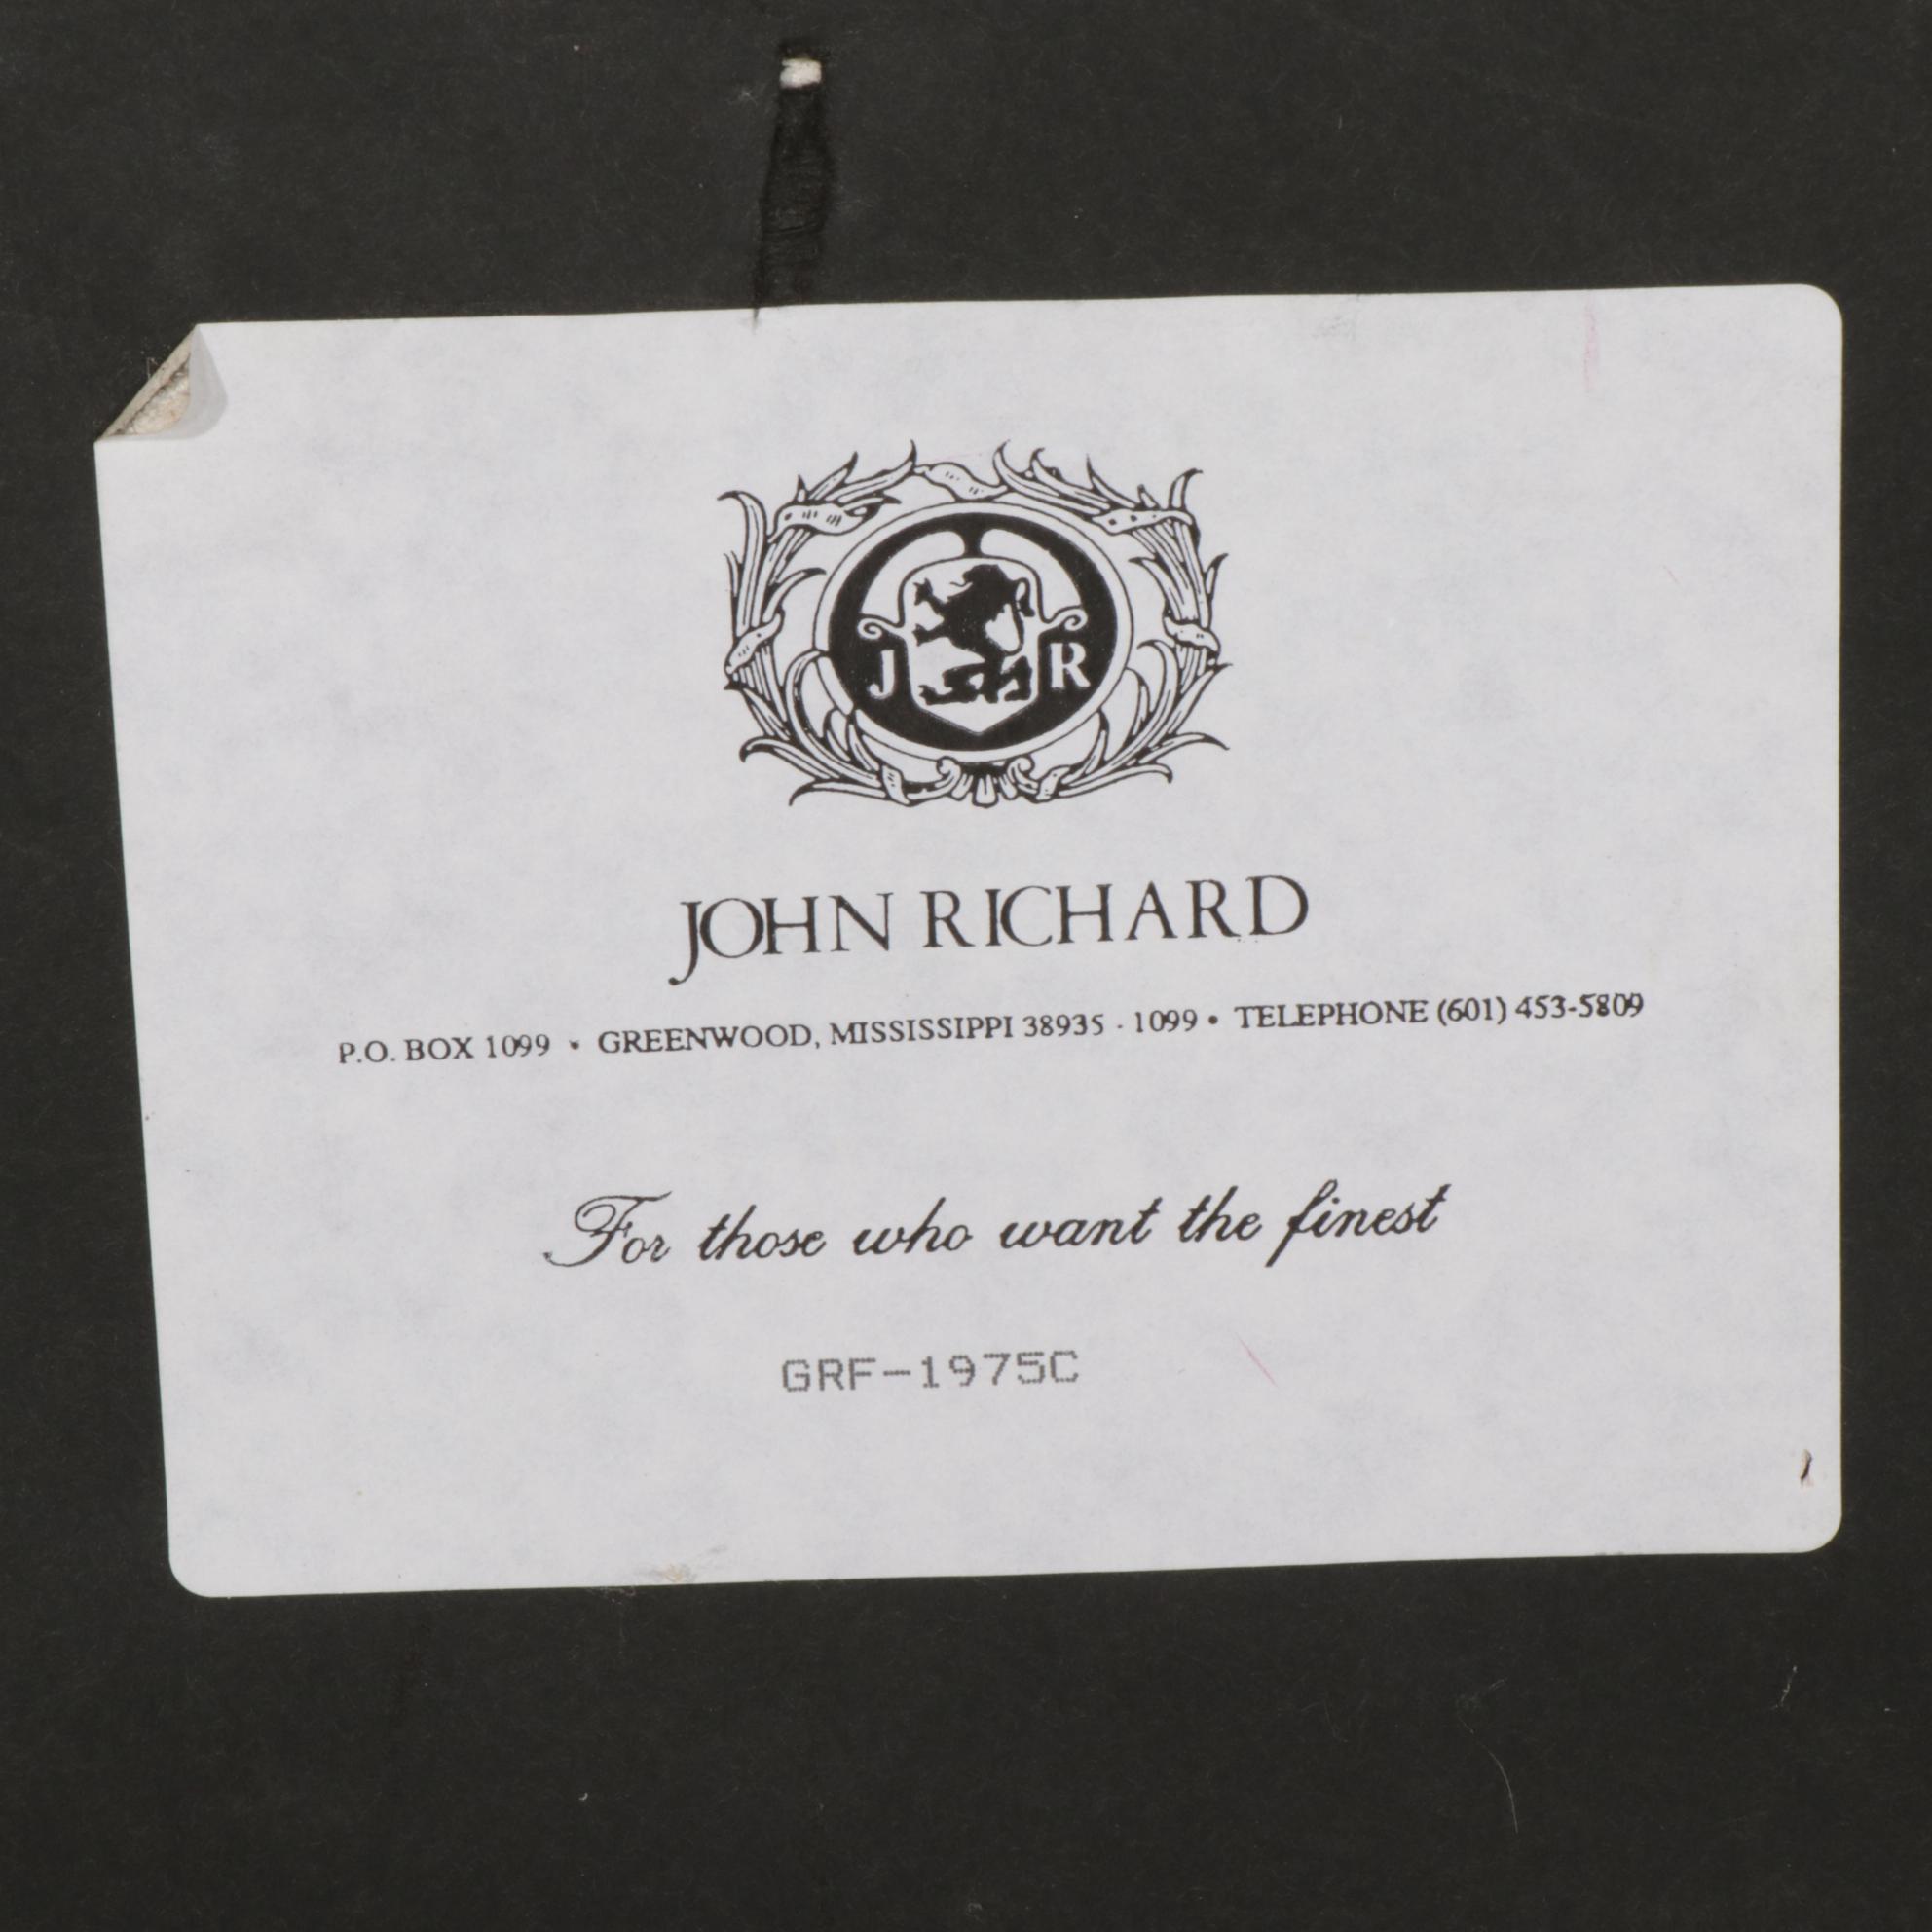 J R
JOHN RICHARD
P.O. BOX 1099 • GREENWOOD, MISSISSIPPI 38935 - 1099 • TELEPHONE (601) 453-5809
For those who want the finest
GRF-1975C